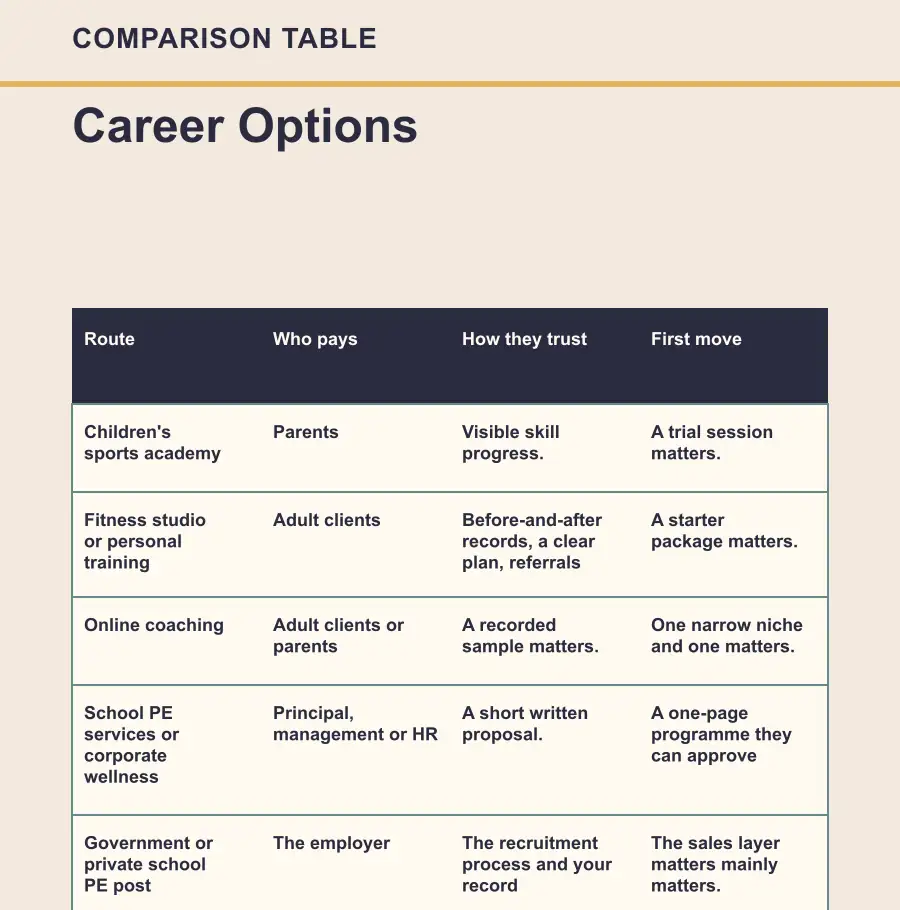 COMPARISON TABLE
Career Options
Route Who pays How they trust First move
Children's Parents Visible skill A trial session
sports academy progress. matters.
Fitness studio Adult clients Before-and-after A starter
or personal records, a clear package matters.
training plan, referrals
Online coaching Adult clients or A recorded One narrow niche
parents sample matters. and one matters.
School PE Principal, A short written A one-page
services or management or HR proposal. programme they
corporate can approve
wellness
Government or The employer The recruitment The sales layer
private school process and your matters mainly
PE post record matters.